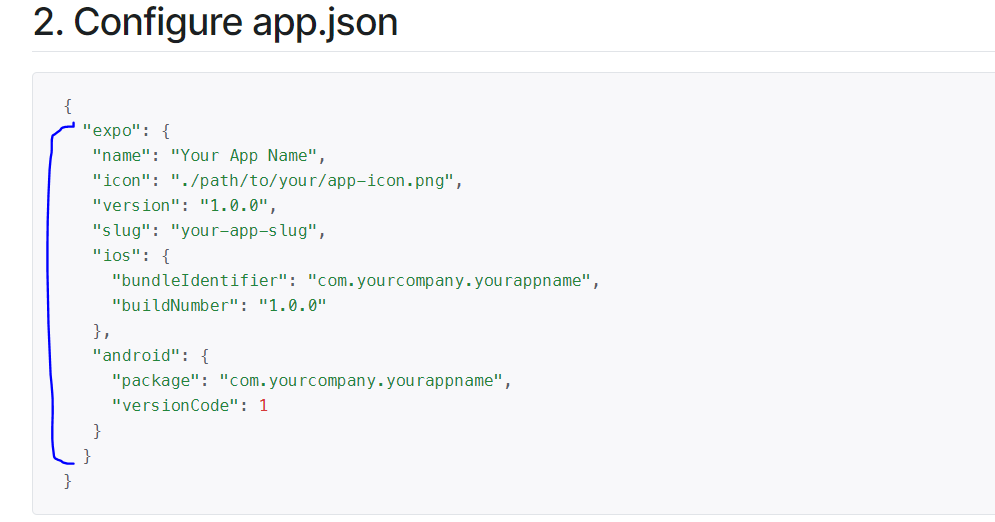 2. Configure app.json
{
"expo": {
"name": "Your App Name",
"icon": "./path/to/your/app-icon.png",
"version": "1.0.0",
"slug": "your-app-slug",
"ios": {
"bundleIdentifier": "com.yourcompany.yourappname",
"buildNumber": "1.0.0"
},
"android": {
"package": "com.yourcompany.yourappname",
"versionCode": 1
}
}
}